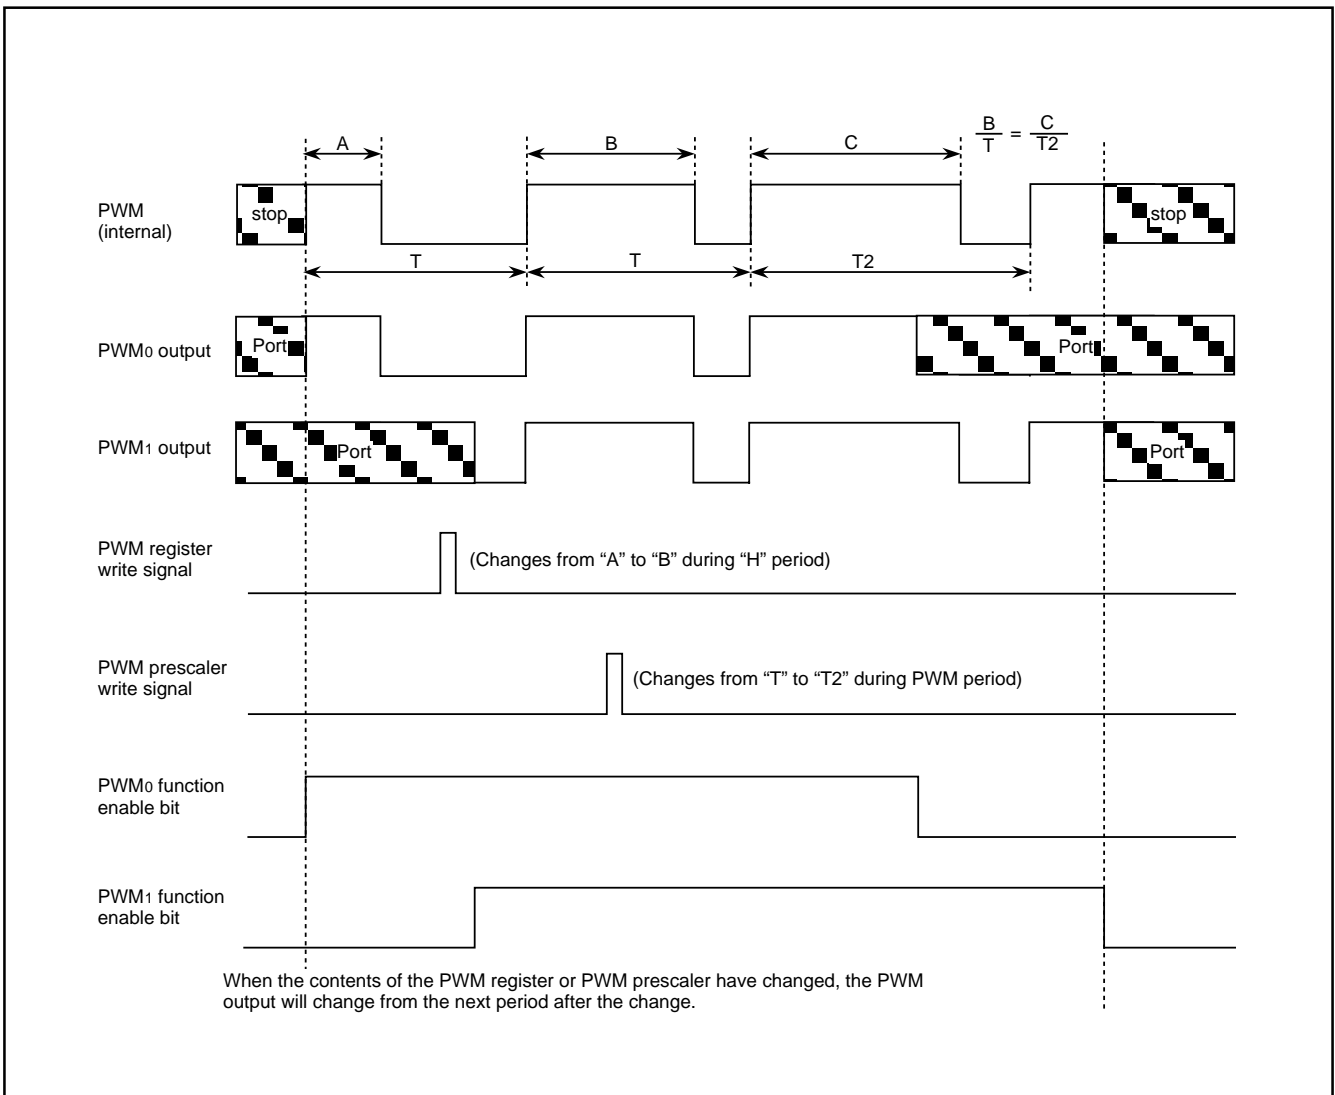 A
B
C
B
T
=
C
T2
PWM
(internal)
stop
stop
T
T
T2
PWM0 output
Port
Port
PWM1 output
Port
Port
PWM register
write signal
(Changes from “A” to “B” during “H” period)
PWM prescaler
write signal
(Changes from “T” to “T2” during PWM period)
PWM0 function
enable bit
PWM1 function
enable bit
When the contents of the PWM register or PWM prescaler have changed, the PWM
output will change from the next period after the change.